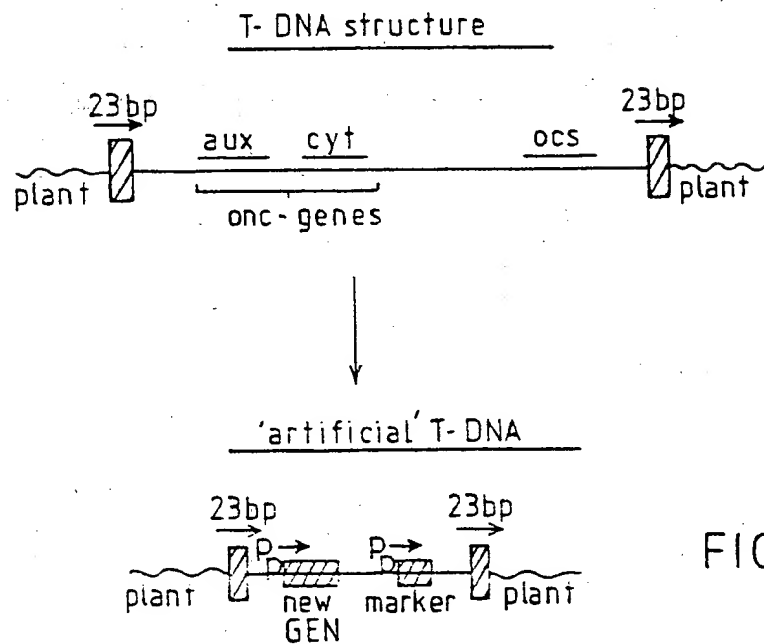 T-DNA structure
23bp 23bp
aux cyt ocs
plant plant
onc-genes
'artificial' T-DNA
23bp 23bp
P P
plant new marker plant
GEN
FIG